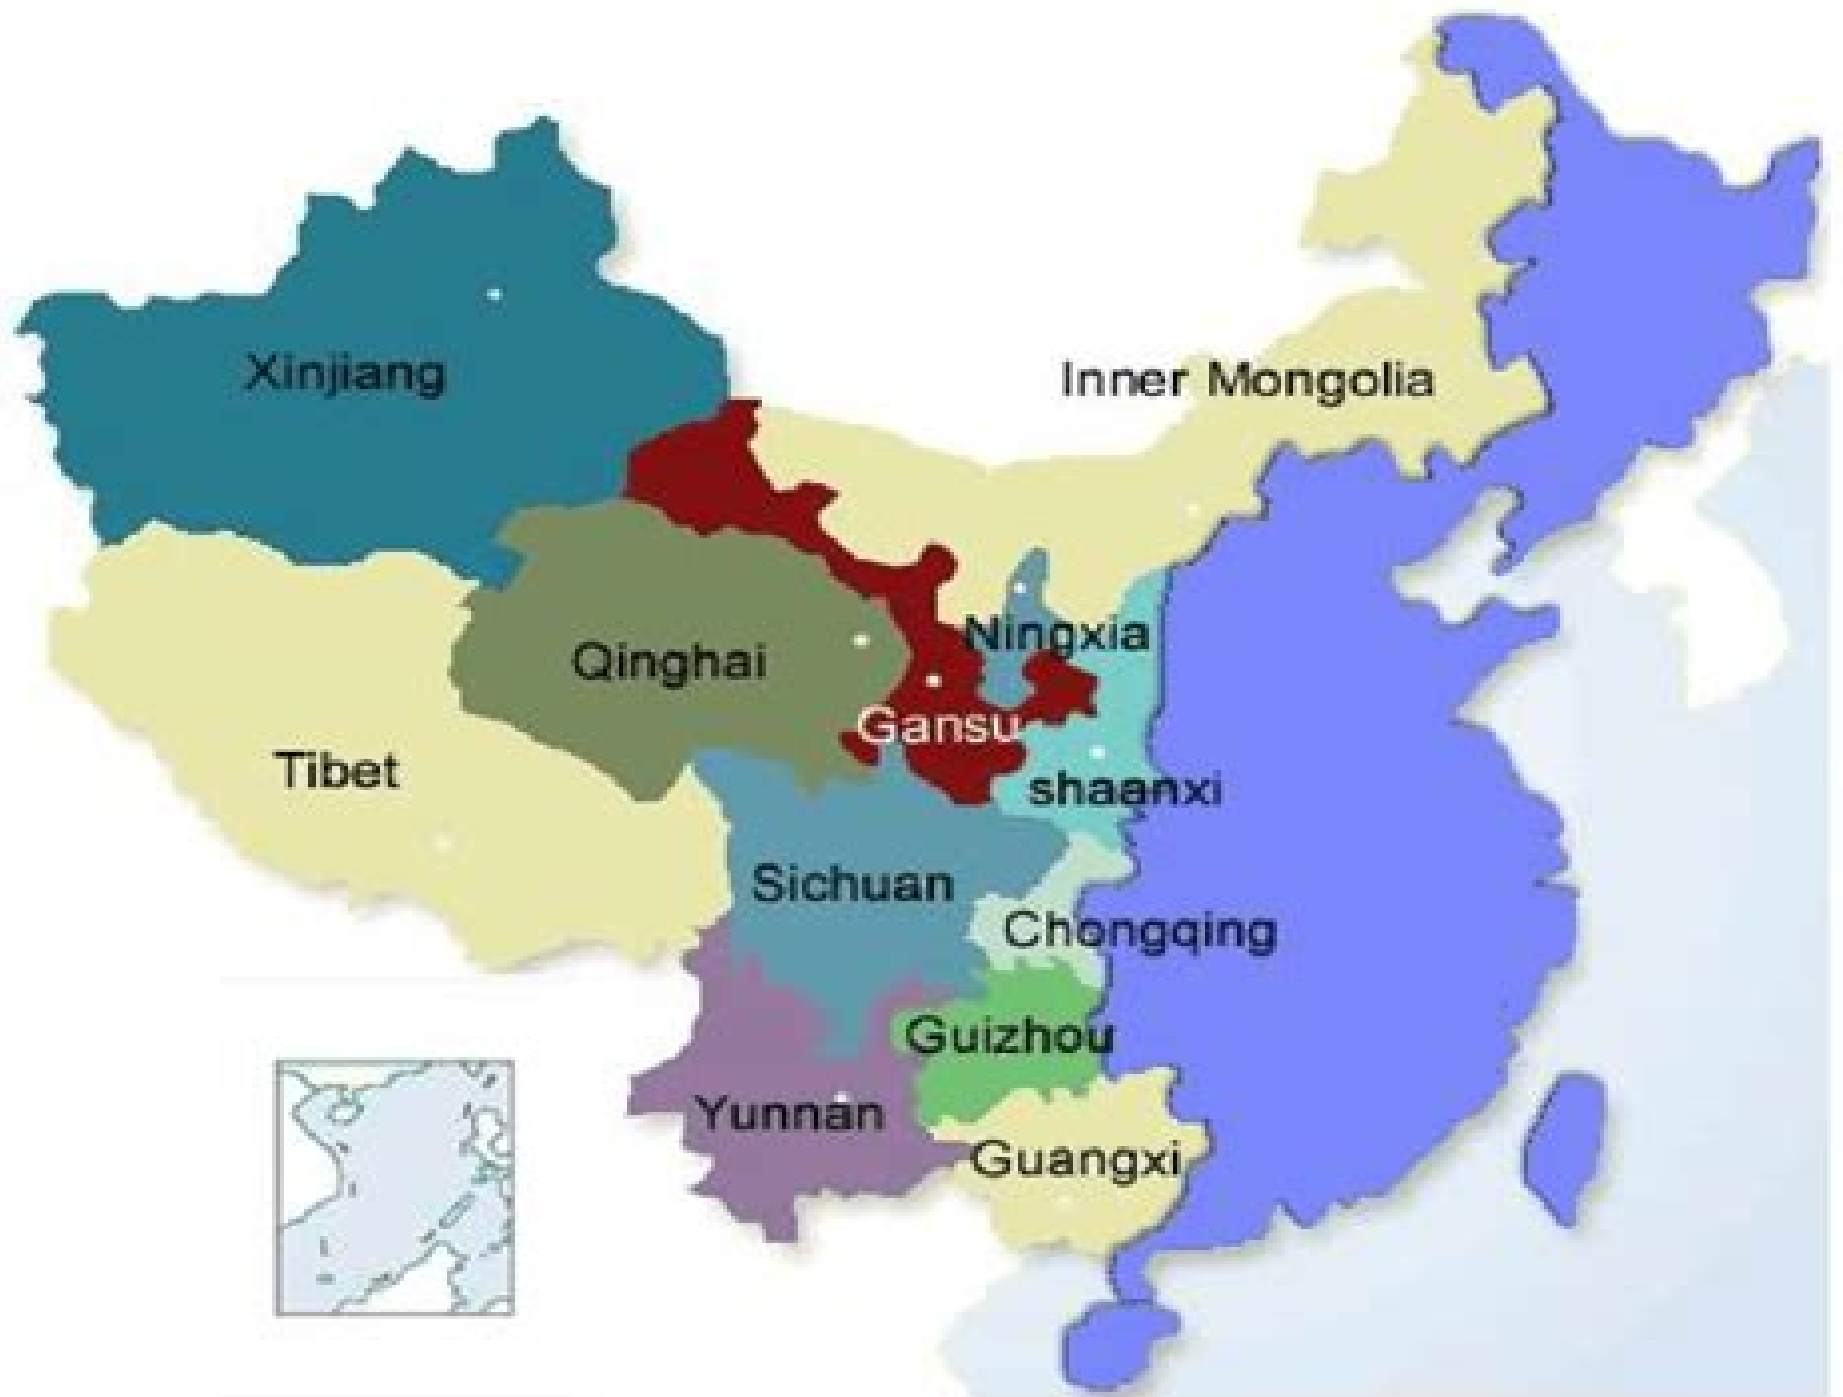 Xinjiang
Inner Mongolia
Ningxia
Qinghai
Gansu
Tibet
shaanxi
Sichuan
Chongqing
Guizhou
Yunnan
Guangxi